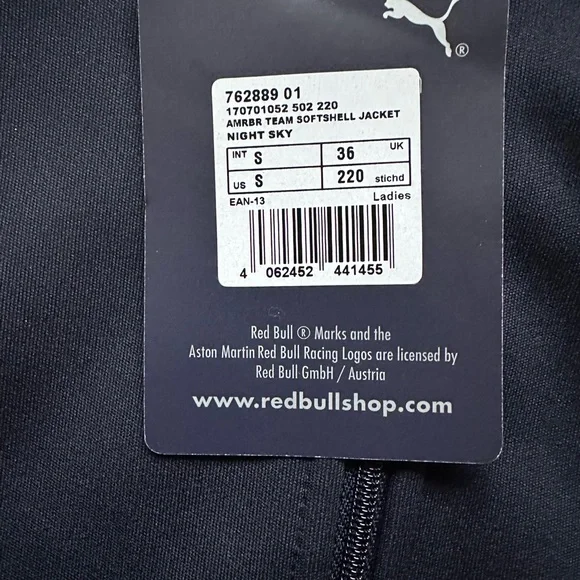 ®
762889 01
170701052 502 220
AMRBR TEAM SOFTSHELL JACKET
NIGHT SKY
INT S 36 UK
US S 220 stichd
EAN-13 Ladies
4 062452 441455
Red Bull ® Marks and the
Aston Martin Red Bull Racing Logos are licensed by
Red Bull GmbH / Austria
www.redbullshop.com